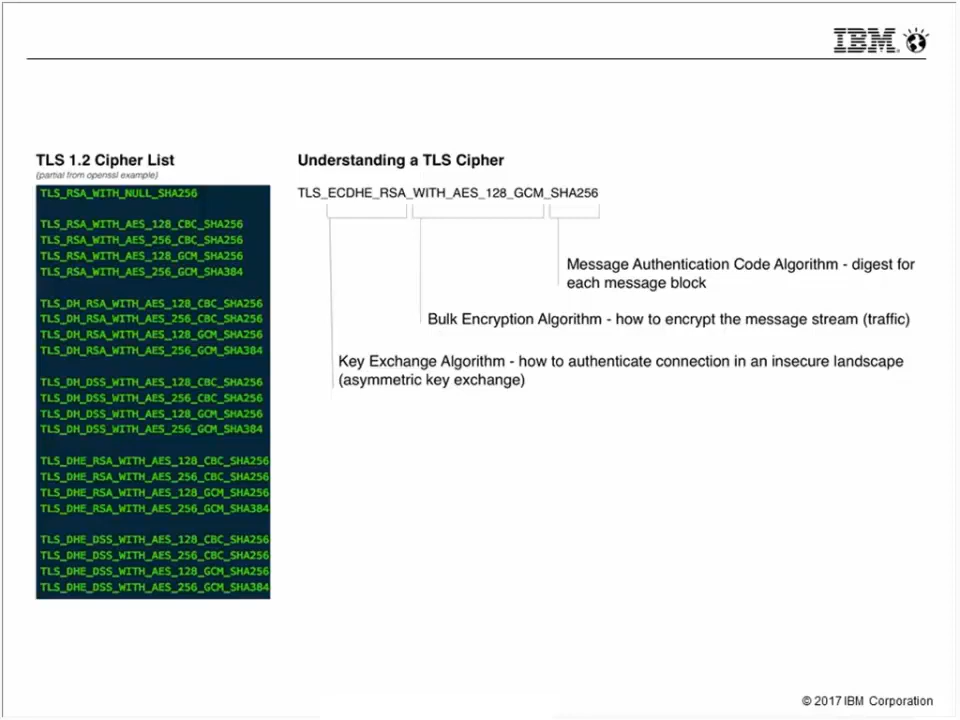 IBM
TLS 1.2 Cipher List
(partial from openssl example)
TLS_RSA_WITH_NULL_SHA256
TLS_RSA_WITH_AES_128_CBC_SHA256
TLS_RSA_WITH_AES_256_CBC_SHA256
TLS_RSA_WITH_AES_128_GCM_SHA256
TLS_RSA_WITH_AES_256_GCM_SHA384
TLS_DH_RSA_WITH_AES_128_CBC_SHA256
TLS_DH_RSA_WITH_AES_256_CBC_SHA256
TLS_DH_RSA_WITH_AES_128_GCM_SHA256
TLS_DH_RSA_WITH_AES_256_GCM_SHA384
TLS_DH_DSS_WITH_AES_128_CBC_SHA256
TLS_DH_DSS_WITH_AES_256_CBC_SHA256
TLS_DH_DSS_WITH_AES_128_GCM_SHA256
TLS_DH_DSS_WITH_AES_256_GCM_SHA384
TLS_DHE_RSA_WITH_AES_128_CBC_SHA256
TLS_DHE_RSA_WITH_AES_256_CBC_SHA256
TLS_DHE_RSA_WITH_AES_128_GCM_SHA256
TLS_DHE_RSA_WITH_AES_256_GCM_SHA384
TLS_DHE_DSS_WITH_AES_128_CBC_SHA256
TLS_DHE_DSS_WITH_AES_256_CBC_SHA256
TLS_DHE_DSS_WITH_AES_128_GCM_SHA256
TLS_DHE_DSS_WITH_AES_256_GCM_SHA384
Understanding a TLS Cipher
TLS_ECDHE_RSA_WITH_AES_128_GCM_SHA256
Message Authentication Code Algorithm - digest for
each message block
Bulk Encryption Algorithm - how to encrypt the message stream (traffic)
Key Exchange Algorithm - how to authenticate connection in an insecure landscape
(asymmetric key exchange)
© 2017 IBM Corporation